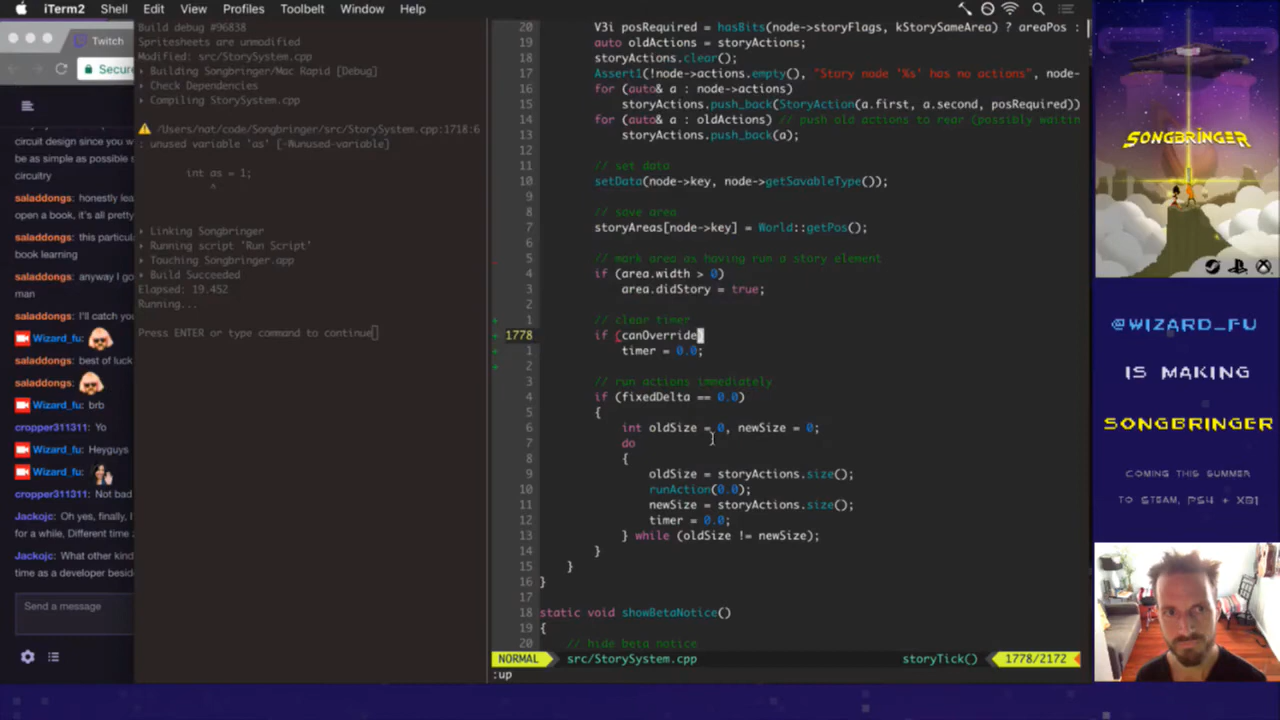 iTerm2 Shell Edit View Profiles Toolbelt Window Help
Twitch
Secure
circuit design since you w
be as simple as possible s
circuitry
saladdongs: honestly lea
open a book, it's all pretty
saladdongs: this particul
book learning
saladdongs: anyway I go
man
saladdongs: I'll catch you
Wizard_fu:
saladdongs: best of luck
saladdongs:
Wizard_fu: brb
cropper311311: Yo
Wizard_fu: Heyguys
Wizard_fu:
cropper311311: Not bad
Jackojc: Oh yes, finally, I
for a while, Different time
Jackojc: What other kind
time as a developer besid
Send a message
Build debug #96838
Spritesheets are unmodified
Modified: src/StorySystem.cpp
▸ Building Songbringer/Mac Rapid [Debug]
▸ Check Dependencies
▸ Compiling StorySystem.cpp
/Users/nat/code/Songbringer/src/StorySystem.cpp:1718:6
: unused variable 'as' [-Wunused-variable]
int as = 1;
^
▸ Linking Songbringer
▸ Running script 'Run Script'
▸ Touching Songbringer.app
▸ Build Succeeded
Elapsed: 19.452
Running...
Press ENTER or type command to continue
20 V3i posRequired = hasBits(node->storyFlags, kStorySameArea) ? areaPos :
19 auto oldActions = storyActions;
18 storyActions.clear();
17 Assert1(!node->actions.empty(), "Story node '%s' has no actions", node-
16 for (auto& a : node->actions)
15 storyActions.push_back(StoryAction(a.first, a.second, posRequired))
14 for (auto& a : oldActions) // push old actions to rear (possibly waitin
13 storyActions.push_back(a);
12
11 // set data
10 setData(node->key, node->getSavableType());
9
8 // save area
7 storyAreas[node->key] = World::getPos();
6
5 // mark area as having run a story element
4 if (area.width > 0)
3 area.didStory = true;
2
+ 1 // clear timer
+ 1778 if (canOverride)
+ 1 timer = 0.0;
+ 2
3 // run actions immediately
4 if (fixedDelta == 0.0)
5 {
6 int oldSize = 0, newSize = 0;
7 do
8 {
9 oldSize = storyActions.size();
10 runAction(0.0);
11 newSize = storyActions.size();
12 timer = 0.0;
13 } while (oldSize != newSize);
14 }
15 }
16 }
17
18 static void showBetaNotice()
19 {
20 // hide beta notice
NORMAL src/StorySystem.cpp storyTick() 1778/2172
:up
SONGBRINGER
@WIZARD_FU
IS MAKING
SONGBRINGER
COMING THIS SUMMER
TO STEAM, PS4 + XB1